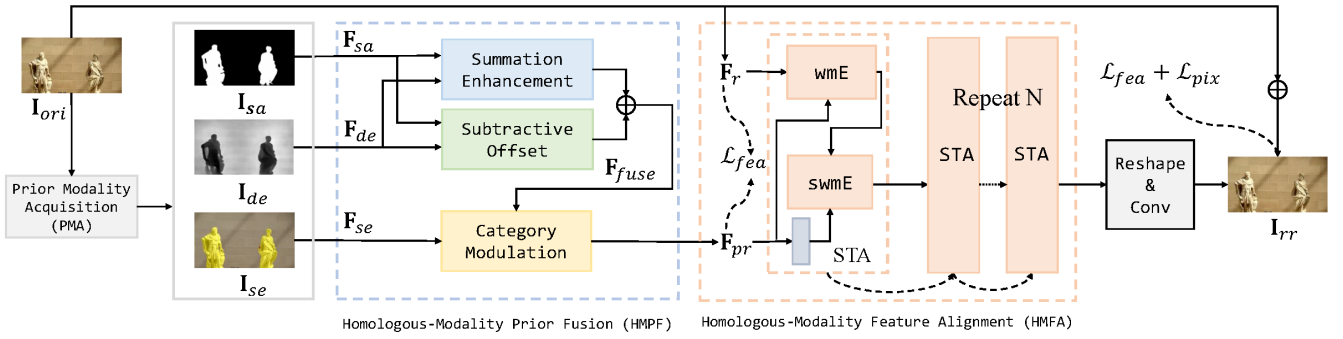 I_ori
Prior Modality
Acquisition
(PMA)
I_sa
I_de
I_se
F_sa
F_de
F_se
Summation
Enhancement
Subtractive
Offset
F_fuse
Category
Modulation
Homologous-Modality Prior Fusion (HMPF)
F_r
ℒ_fea
F_pr
wmE
swmE
STA
Repeat N
STA
STA
Homologous-Modality Feature Alignment (HMFA)
Reshape
&
Conv
ℒ_fea + ℒ_pix
I_rr